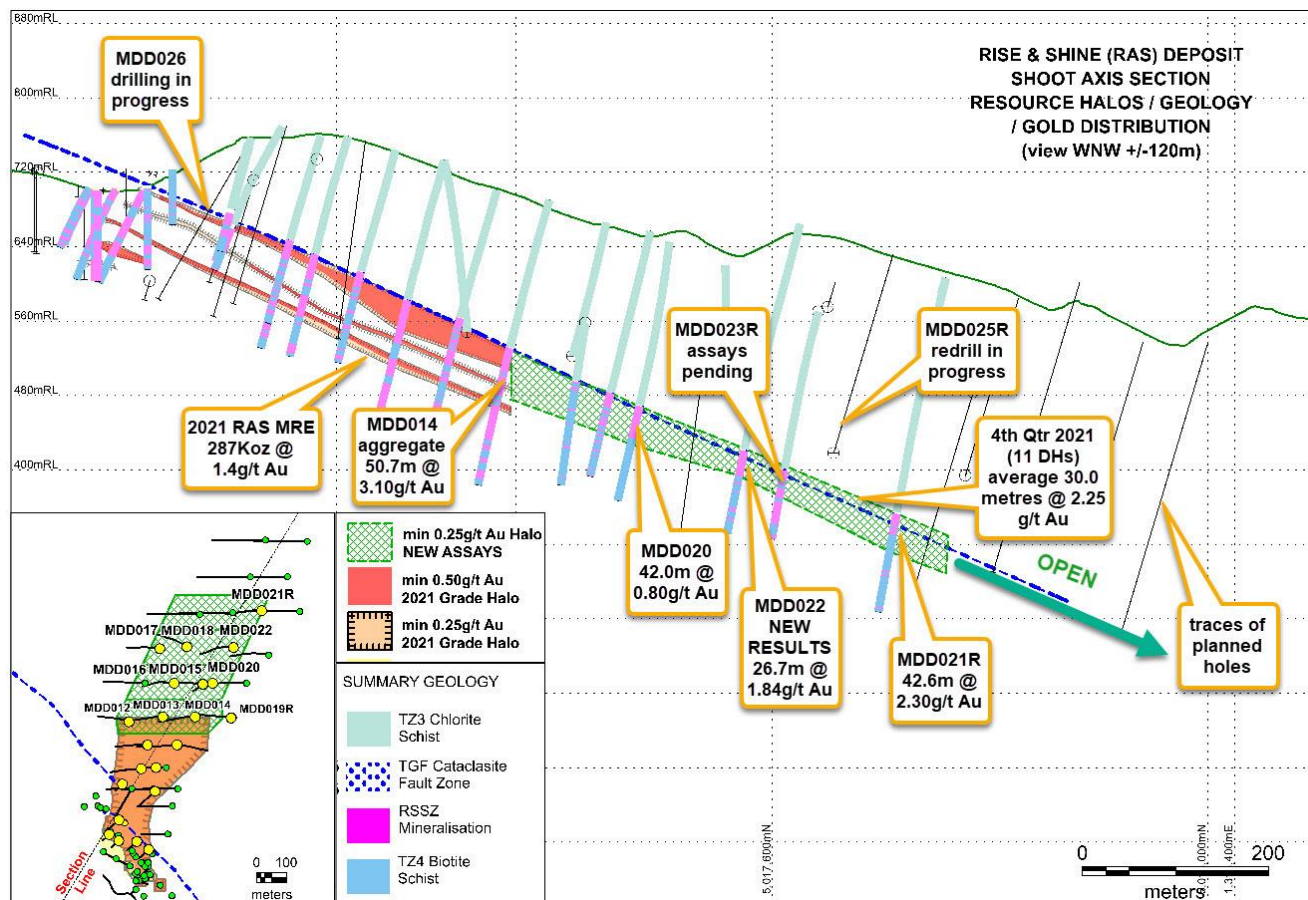 880mRL
800mRL
720mRL
640mRL
560mRL
480mRL
400mRL
RISE & SHINE (RAS) DEPOSIT
SHOOT AXIS SECTION
RESOURCE HALOS / GEOLOGY
/ GOLD DISTRIBUTION
(view WNW +/-120m)
MDD026
drilling in
progress
2021 RAS MRE
287Koz @
1.4g/t Au
MDD014
aggregate
50.7m @
3.10g/t Au
MDD023R
assays
pending
MDD025R
redrill in
progress
4th Qtr 2021
(11 DHs)
average 30.0
metres @ 2.25
g/t Au
MDD020
42.0m @
0.80g/t Au
MDD022
NEW
RESULTS
26.7m @
1.84g/t Au
MDD021R
42.6m @
2.30g/t Au
OPEN
traces of
planned
holes
MDD021R
MDD017
MDD018
MDD022
MDD016
MDD015
MDD020
MDD012
MDD013
MDD014
MDD019R
Section
Line
0 100
meters
min 0.25g/t Au Halo
NEW ASSAYS
min 0.50g/t Au
2021 Grade Halo
min 0.25g/t Au
2021 Grade Halo
SUMMARY GEOLOGY
TZ3 Chlorite
Schist
TGF Cataclasite
Fault Zone
RSSZ
Mineralisation
TZ4 Biotite
Schist
5,017,600mN
0 200
meters